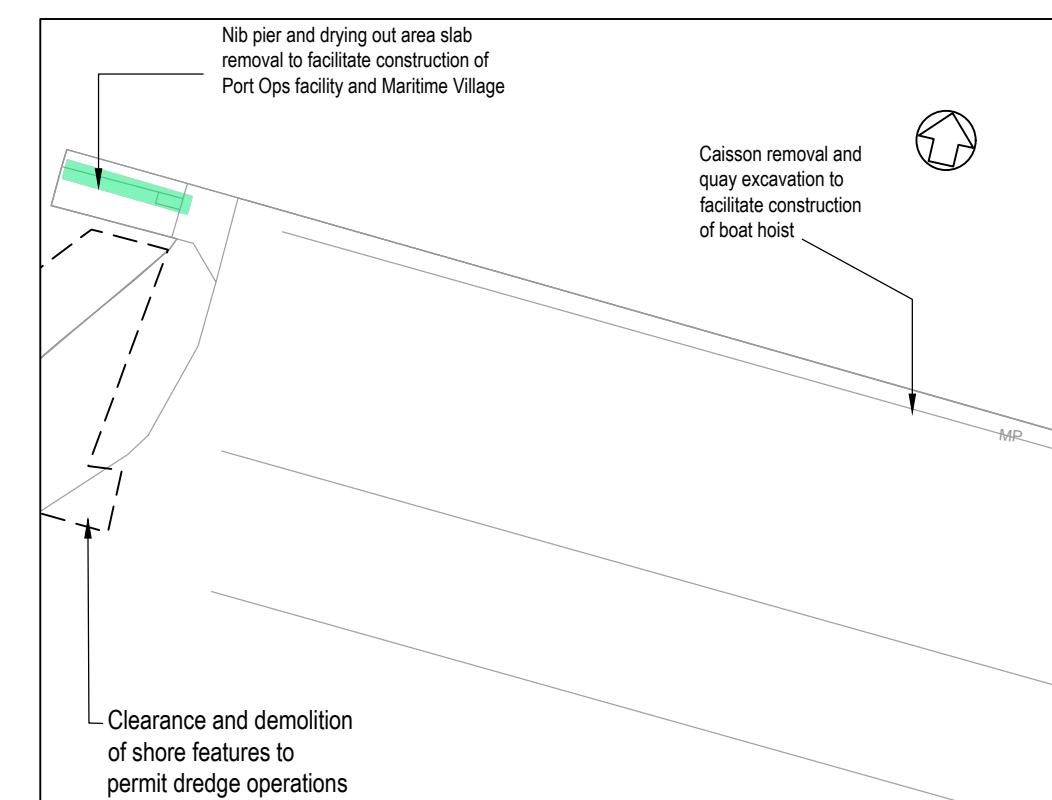 Nib pier and drying out area slab
removal to facilitate construction of
Port Ops facility and Maritime Village
Caisson removal and
quay excavation to
facilitate construction
of boat hoist
MP
Clearance and demolition
of shore features to
permit dredge operations